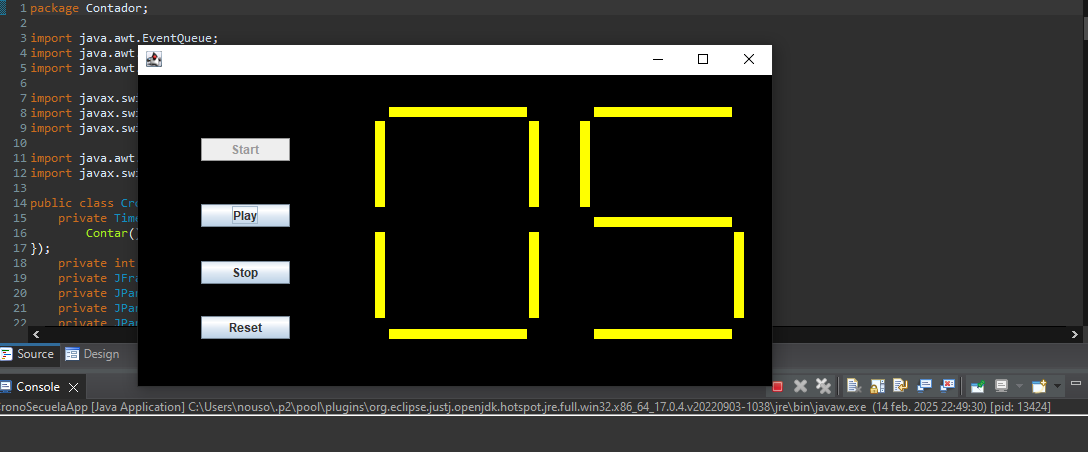 1 package Contador;
2
3 import java.awt.EventQueue;
4 import java.awt.
5 import java.awt.
6
7 import javax.sw
8 import javax.sw
9 import javax.sw
10
11 import java.awt
12 import javax.sw
13
14 public class Cro
15 private Time
16 Contar(
17 });
18 private int
19 private JFra
20 private JPa
21 private JPa
22 private JPa
Start
Play
Stop
Reset
05
Source Design
Console
ronoSecuelaApp [Java Application] C:\Users\nouso\.p2\pool\plugins\org.eclipse.justj.openjdk.hotspot.jre.full.win32.x86_64_17.0.4.v20220903-1038\jre\bin\javaw.exe (14 feb. 2025 22:49:30) [pid: 13424]